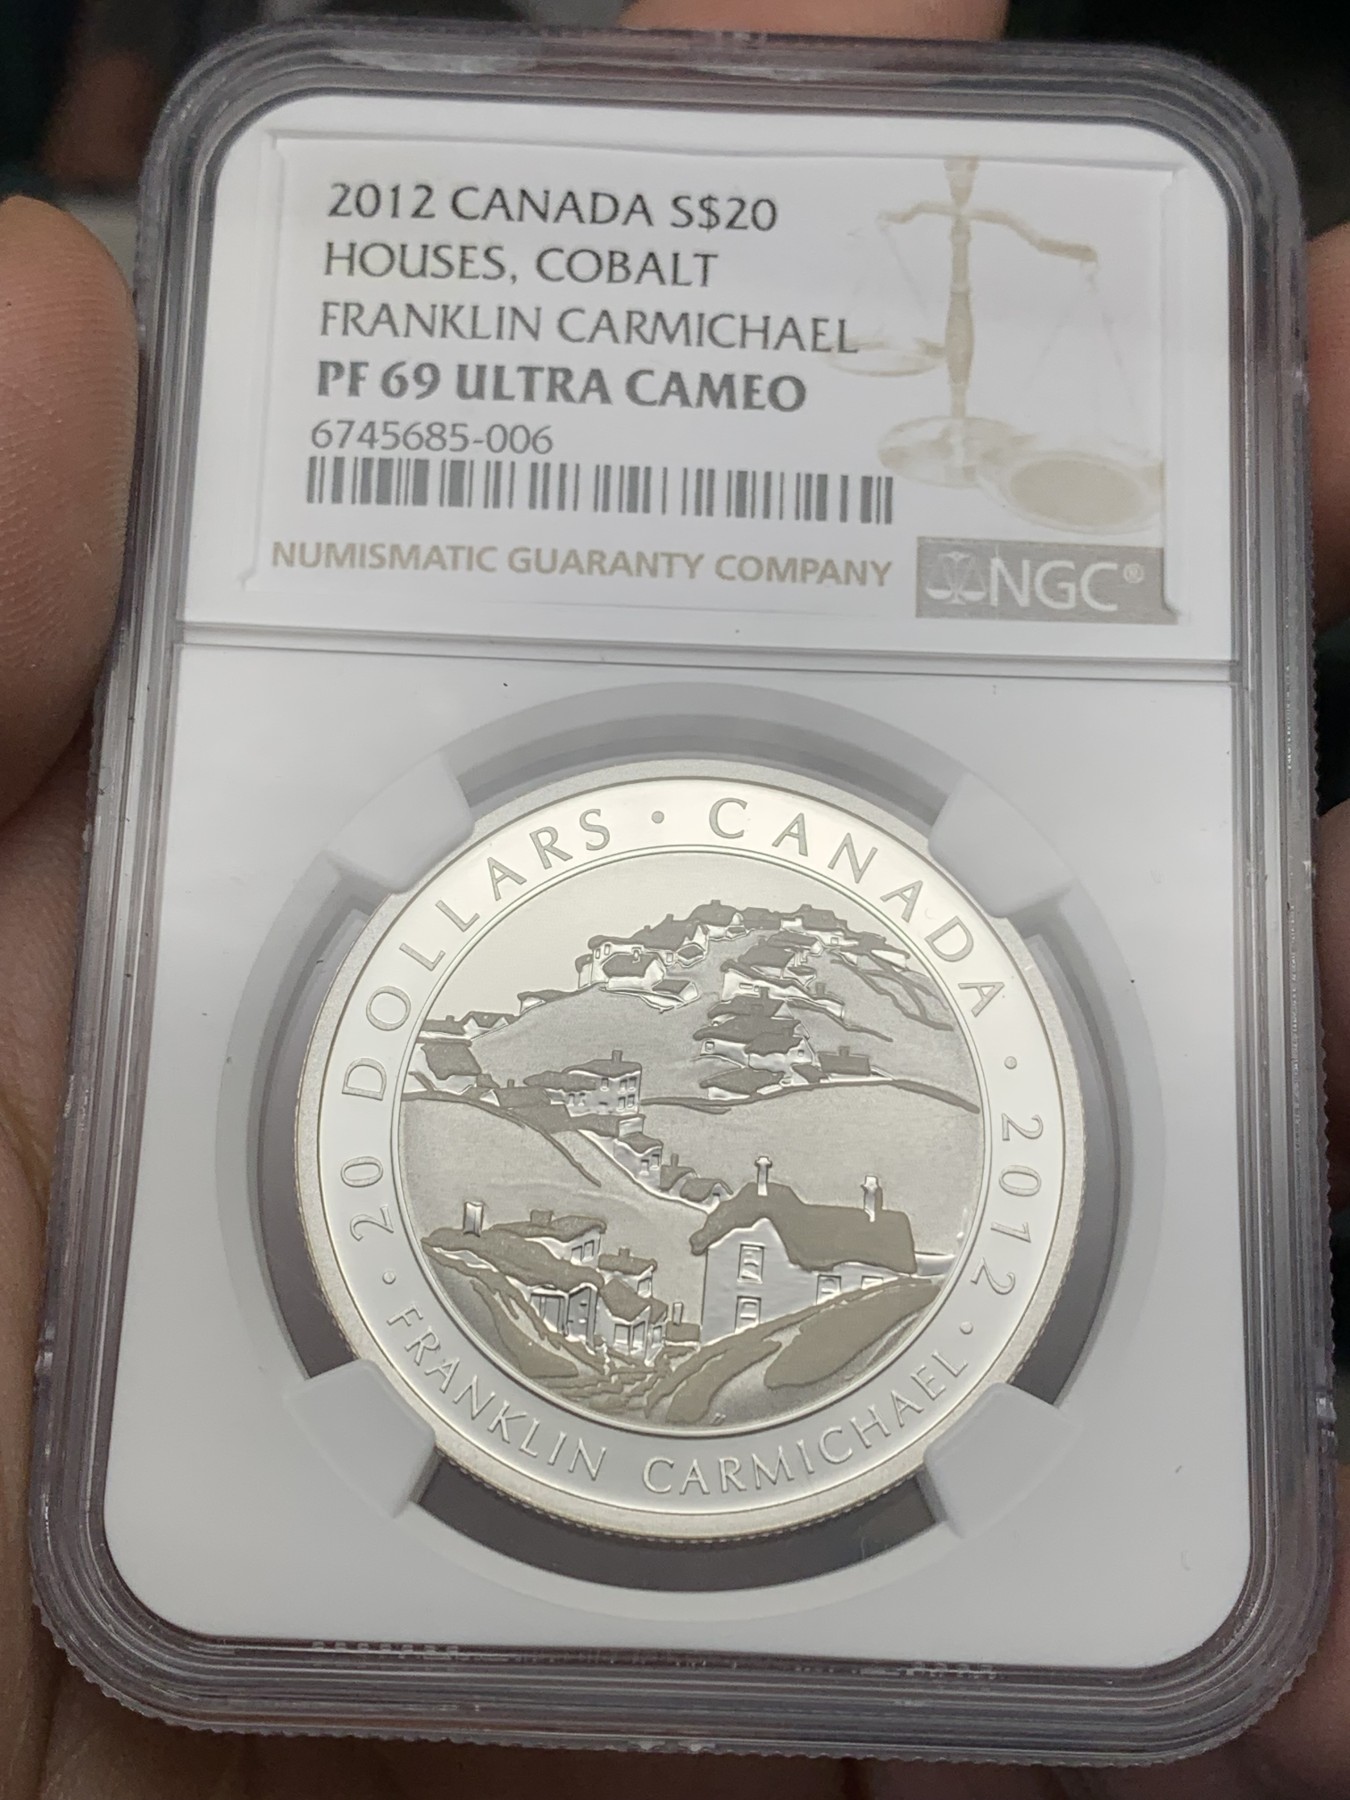 2012 CANADA S$20
HOUSES, COBALT
FRANKLIN CARMICHAEL
PF 69 ULTRA CAMEO
6745685-006
NUMISMATIC GUARANTY COMPANY
NGC®
20 DOLLARS · CANADA · 2012 ·
FRANKLIN CARMICHAEL ·